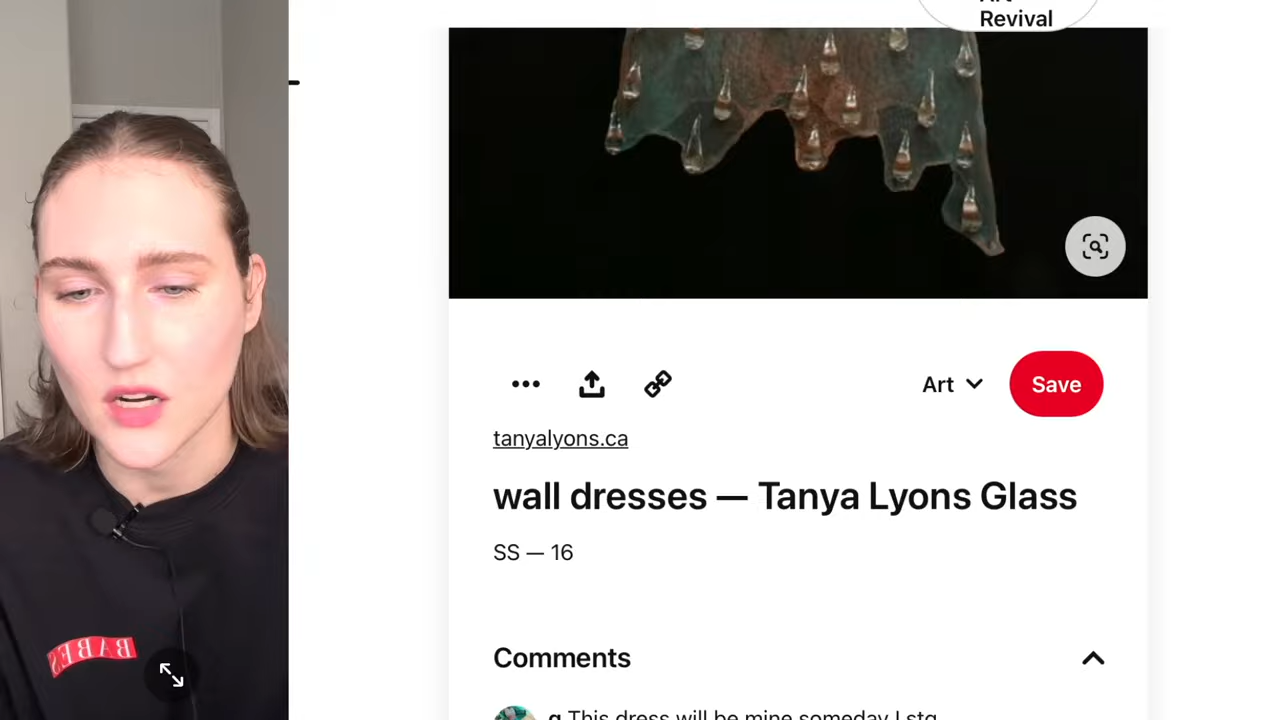 Revival
Art
Save
tanyalyons.ca
wall dresses — Tanya Lyons Glass
SS — 16
Comments
g This dress will be mine someday I stg
BABES